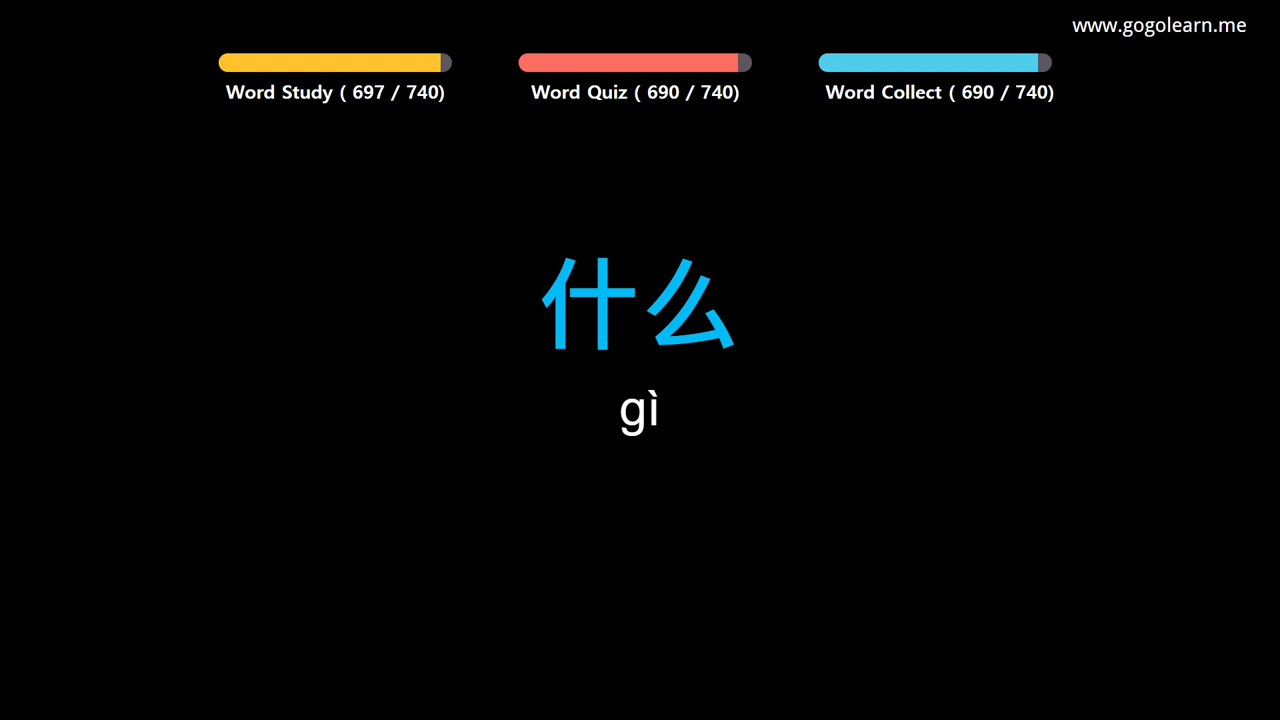 www.gogolearn.me
Word Study ( 697 / 740)
Word Quiz ( 690 / 740)
Word Collect ( 690 / 740)
什么
gì